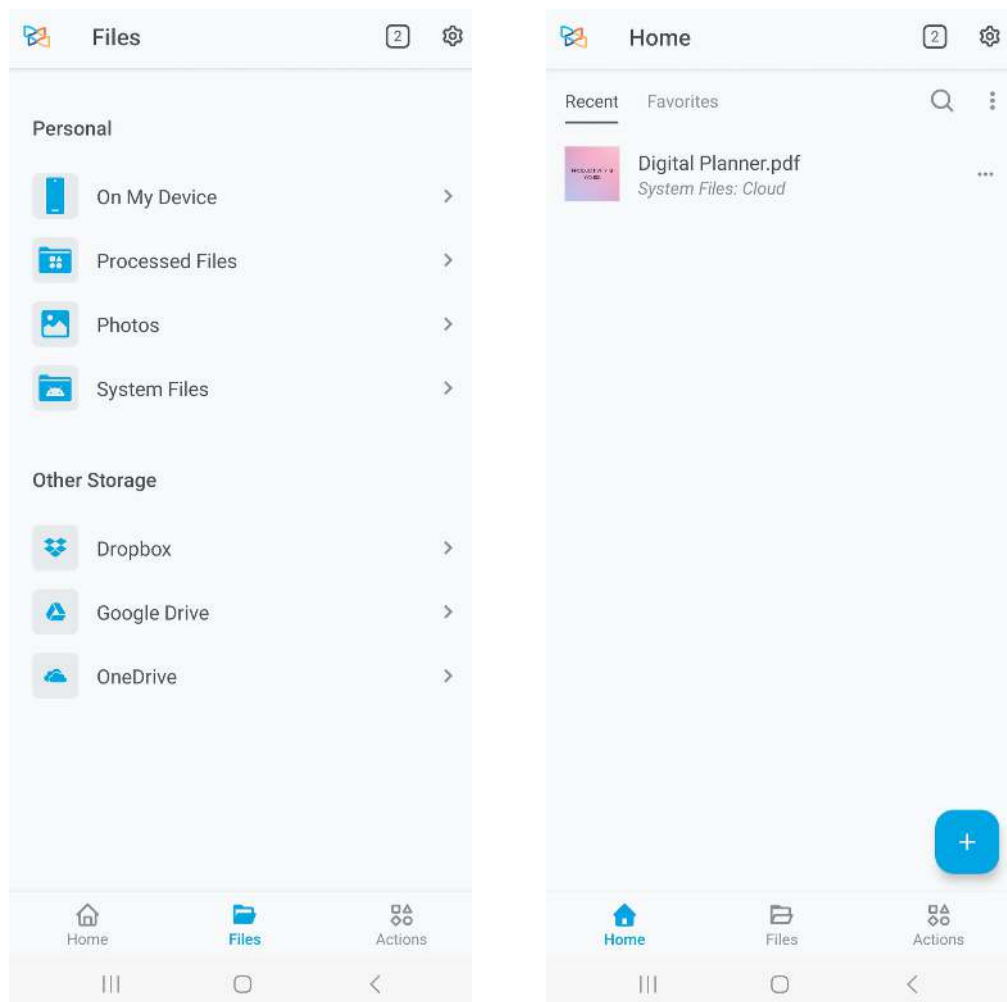 Files
2
Personal
On My Device
Processed Files
Photos
System Files
Other Storage
Dropbox
Google Drive
OneDrive
Home
Files
Actions
Home
2
Recent
Favorites
Digital Planner.pdf
System Files: Cloud
Home
Files
Actions